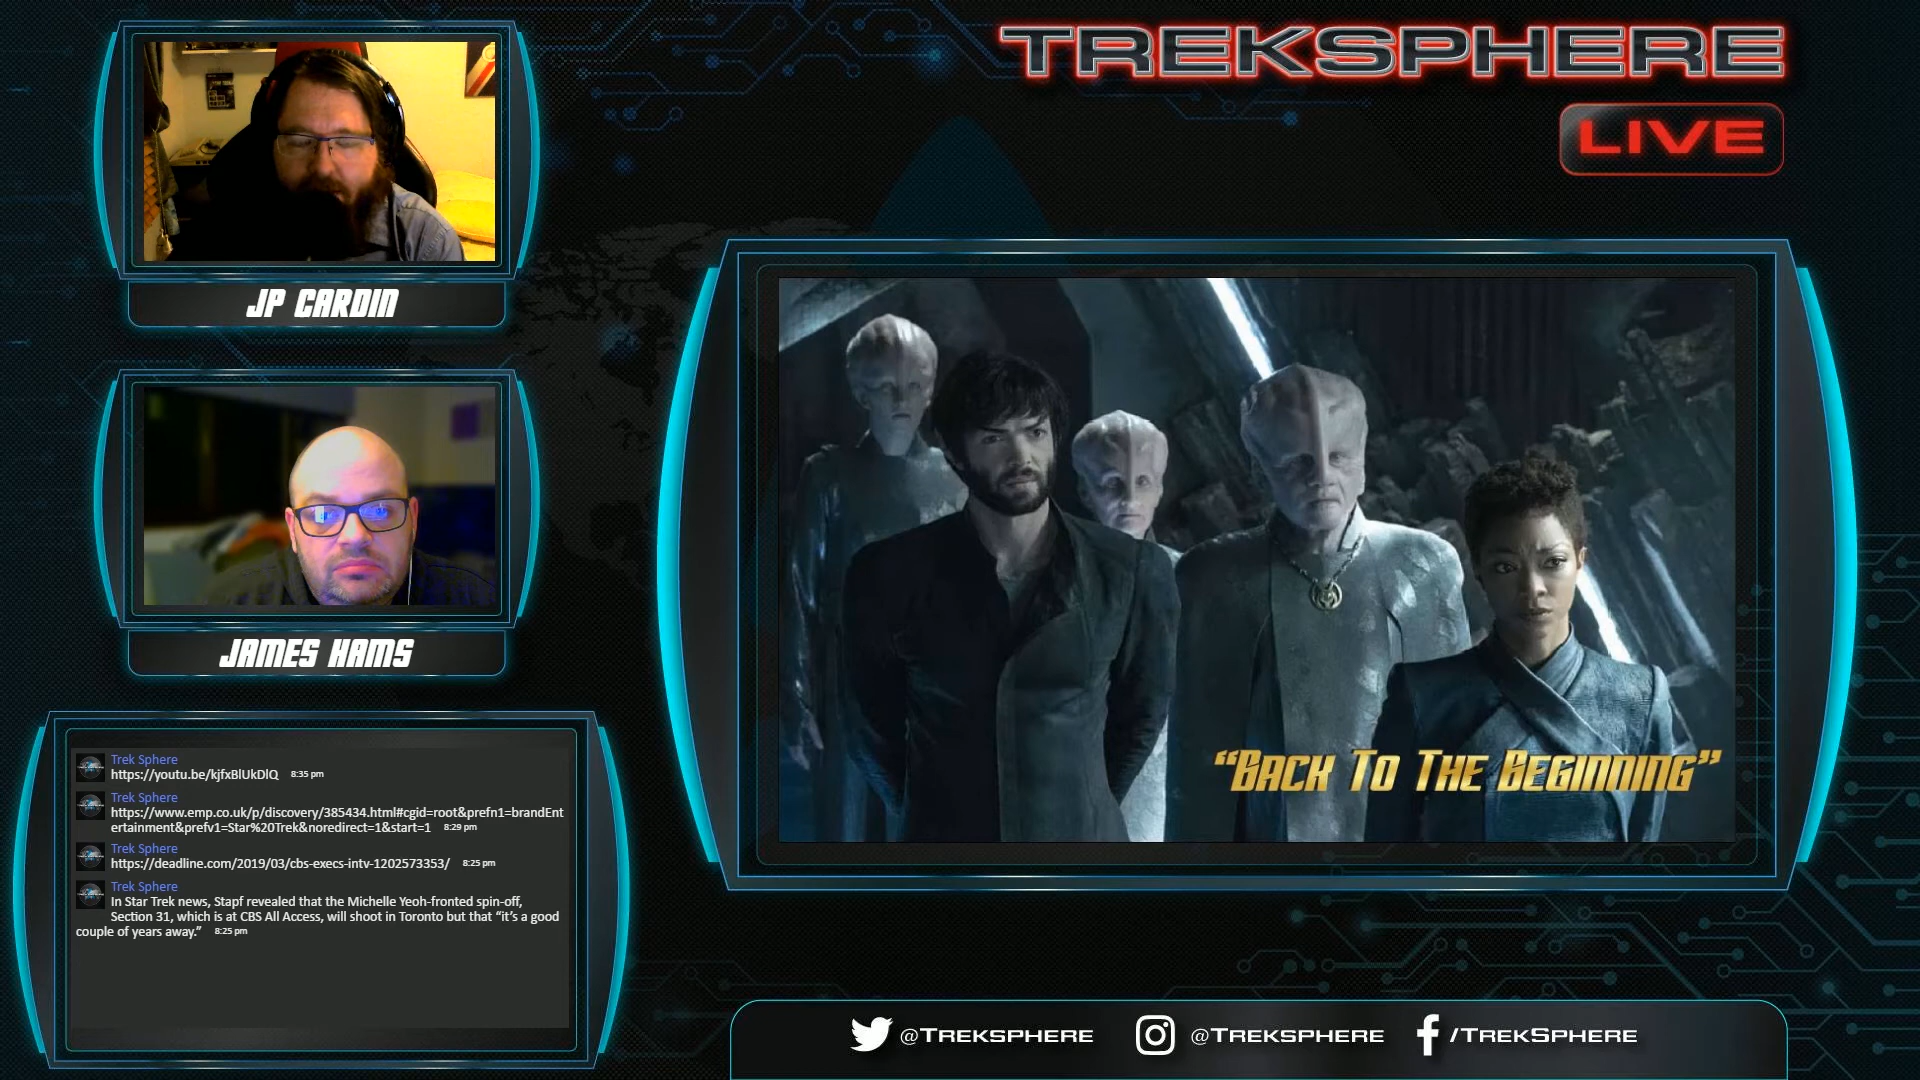 TREKSPHERE
LIVE
JP CARDIN
JAMES HAMS
Trek Sphere
https://youtu.be/kjfxBlUkDlQ 8:35 pm
Trek Sphere
https://www.emp.co.uk/p/discovery/385434.html#cgid=root&prefn1=brandEnt
ertainment&prefv1=Star%20Trek&noredirect=1&start=1 8:29 pm
Trek Sphere
https://deadline.com/2019/03/cbs-execs-intv-1202573353/ 8:25 pm
Trek Sphere
In Star Trek news, Stapf revealed that the Michelle Yeoh-fronted spin-off,
Section 31, which is at CBS All Access, will shoot in Toronto but that “it’s a good
couple of years away.” 8:25 pm
“BACK TO THE BEGINNING”
@TREKSPHERE @TREKSPHERE /TREKSPHERE